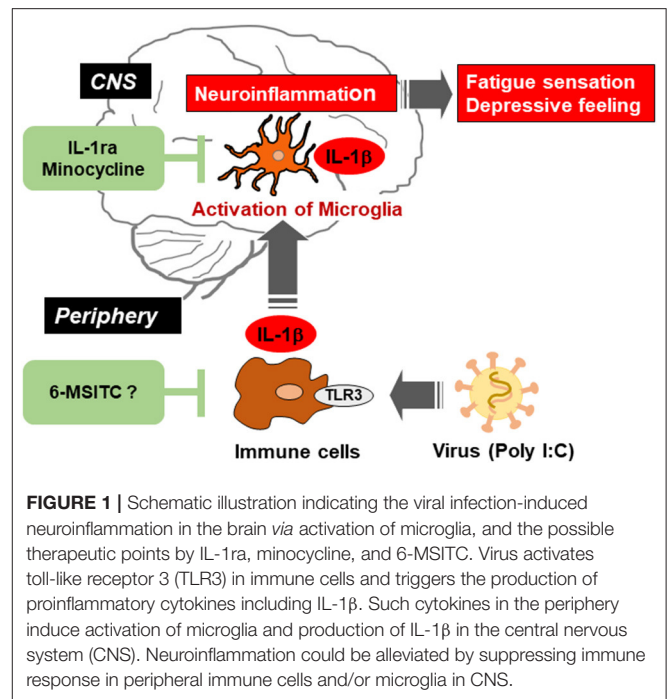 CNS
Neuroinflammation
Fatigue sensation
Depressive feeling
IL-1ra
Minocycline
IL-1β
Activation of Microglia
Periphery
IL-1β
6-MSITC ?
TLR3
Immune cells
Virus (Poly I:C)
FIGURE 1 | Schematic illustration indicating the viral infection-induced
neuroinflammation in the brain via activation of microglia, and the possible
therapeutic points by IL-1ra, minocycline, and 6-MSITC. Virus activates
toll-like receptor 3 (TLR3) in immune cells and triggers the production of
proinflammatory cytokines including IL-1β. Such cytokines in the periphery
induce activation of microglia and production of IL-1β in the central nervous
system (CNS). Neuroinflammation could be alleviated by suppressing immune
response in peripheral immune cells and/or microglia in CNS.